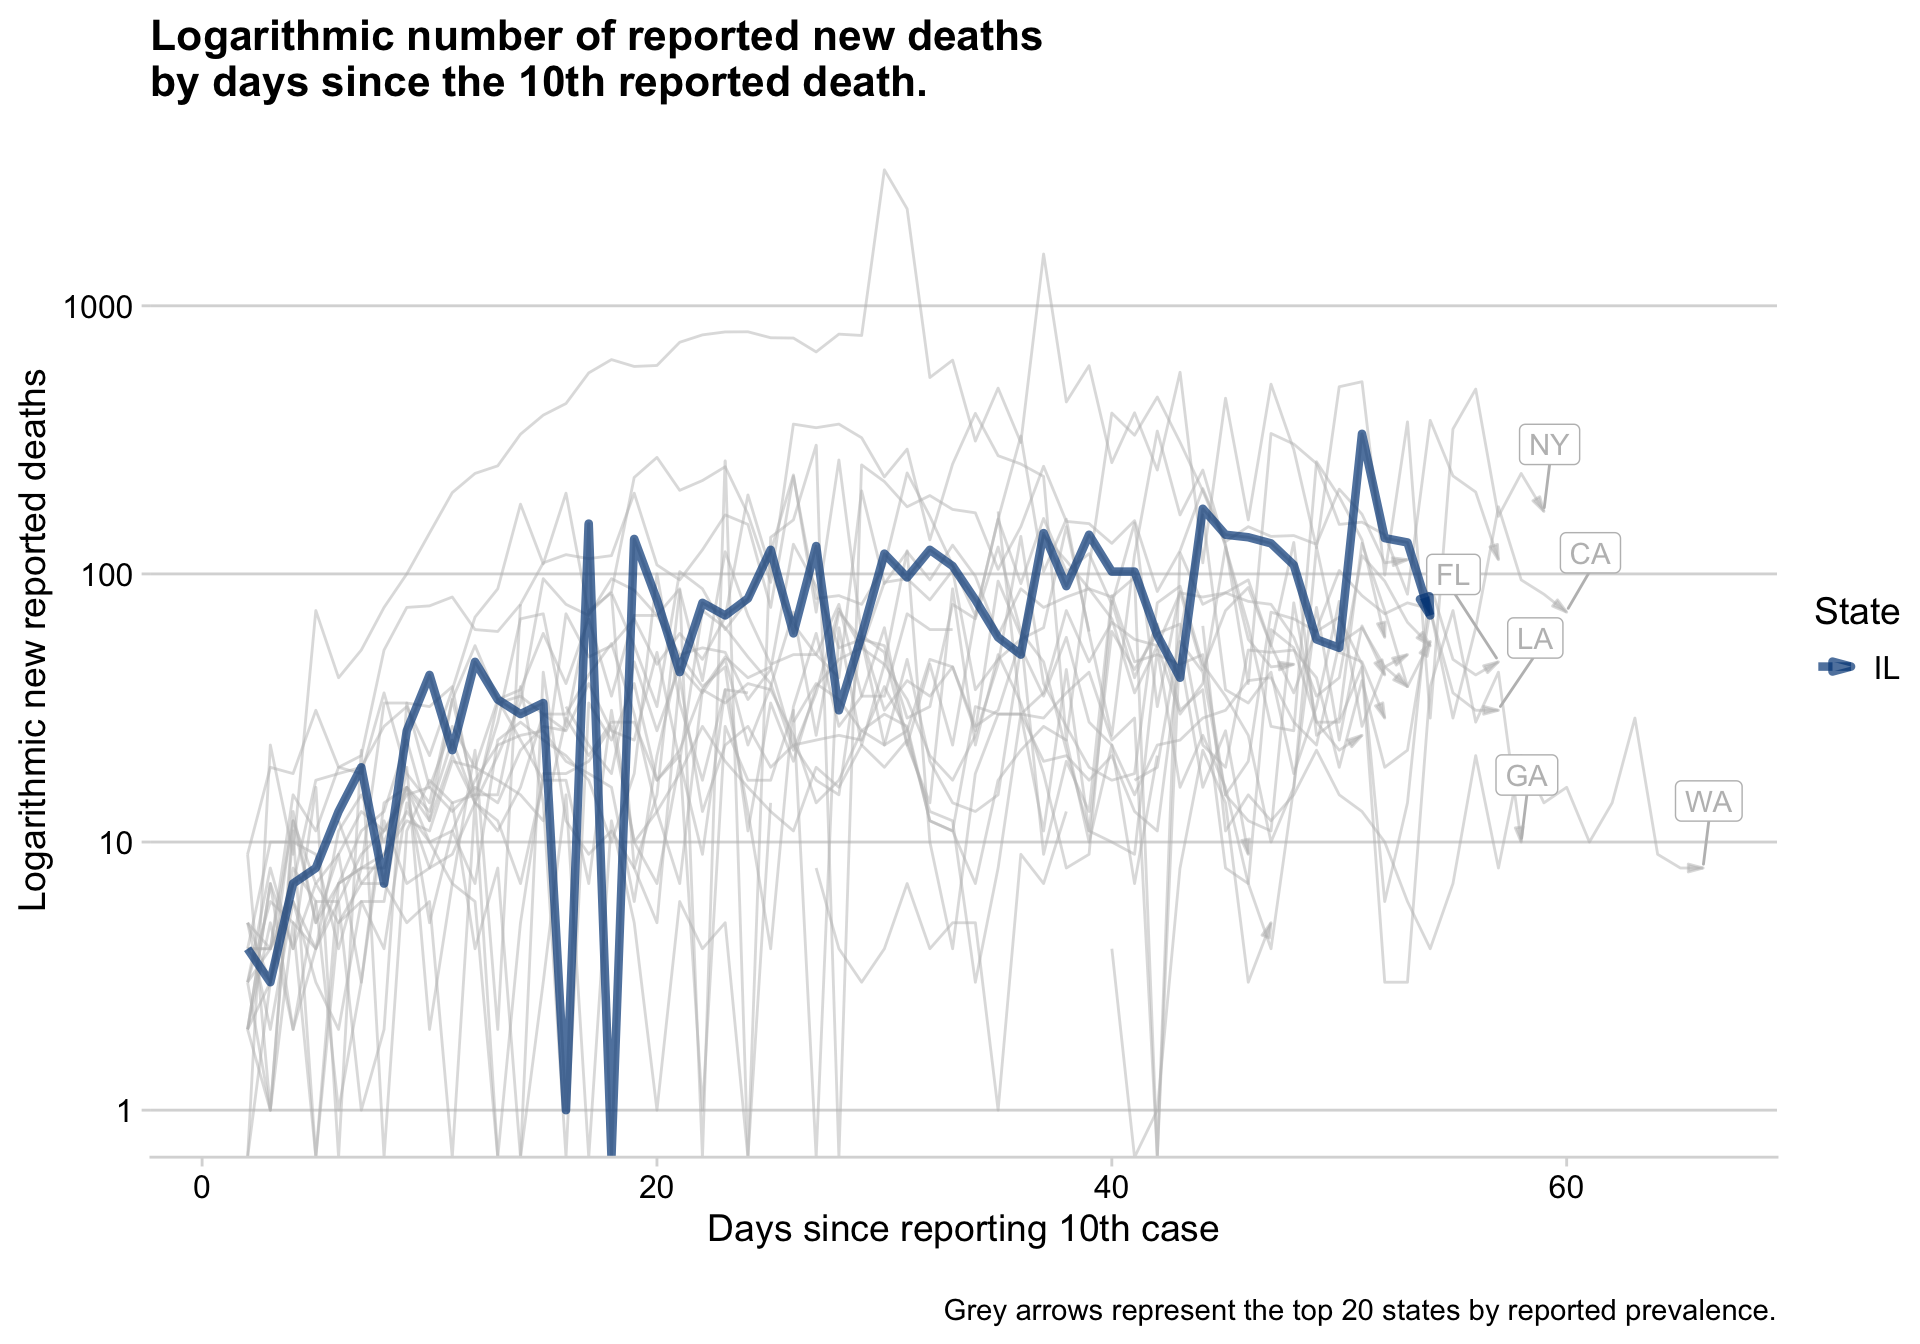 Logarithmic number of reported new deaths
by days since the 10th reported death.
Logarithmic new reported deaths
1000
100
10
1
NY
CA
FL
LA
GA
WA
State
IL
0
20
40
60
Days since reporting 10th case
Grey arrows represent the top 20 states by reported prevalence.